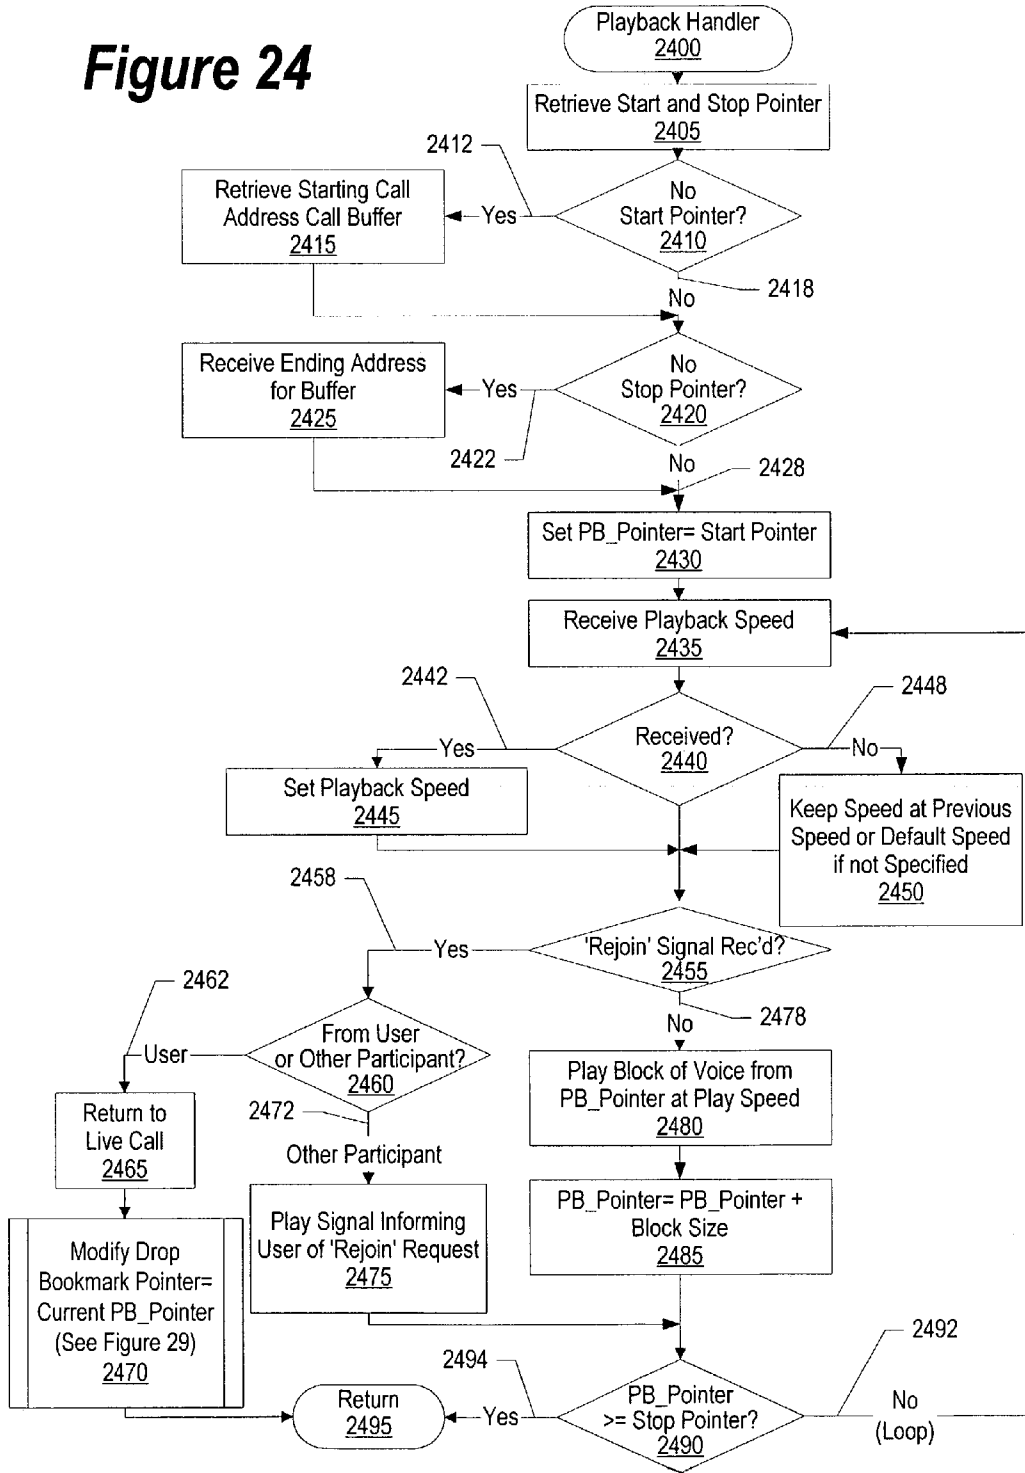 Figure 24
Playback Handler
2400
Retrieve Start and Stop Pointer
2405
2412
No
Start Pointer?
2410
Yes
Retrieve Starting Call
Address Call Buffer
2415
2418
No
No
Stop Pointer?
2420
Yes
Receive Ending Address
for Buffer
2425
2422
No
2428
Set PB_Pointer= Start Pointer
2430
Receive Playback Speed
2435
2442
2448
Received?
2440
Yes
No
Set Playback Speed
2445
Keep Speed at Previous
Speed or Default Speed
if not Specified
2450
2458
'Rejoin' Signal Rec'd?
2455
Yes
2462
2478
No
From User
or Other Participant?
2460
User
2472
Other Participant
Return to
Live Call
2465
Play Block of Voice from
PB_Pointer at Play Speed
2480
Play Signal Informing
User of 'Rejoin' Request
2475
PB_Pointer= PB_Pointer +
Block Size
2485
Modify Drop
Bookmark Pointer=
Current PB_Pointer
(See Figure 29)
2470
2494
2492
PB_Pointer
>= Stop Pointer?
2490
Yes
No
(Loop)
Return
2495